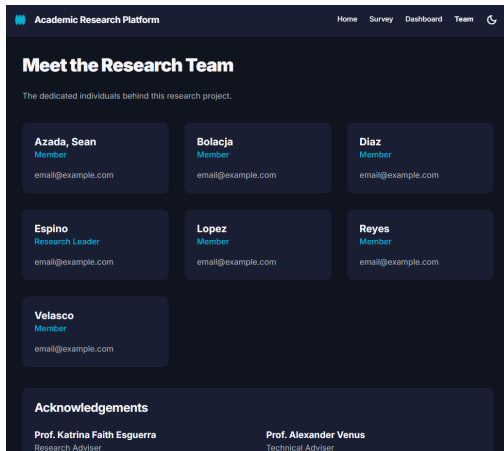 Academic Research Platform
Home Survey Dashboard Team
Meet the Research Team
The dedicated individuals behind this research project.
Azada, Sean
Member
email@example.com
Bolacja
Member
email@example.com
Diaz
Member
email@example.com
Espino
Research Leader
email@example.com
Lopez
Member
email@example.com
Reyes
Member
email@example.com
Velasco
Member
email@example.com
Acknowledgements
Prof. Katrina Faith Esguerra
Research Adviser
Prof. Alexander Venus
Technical Adviser